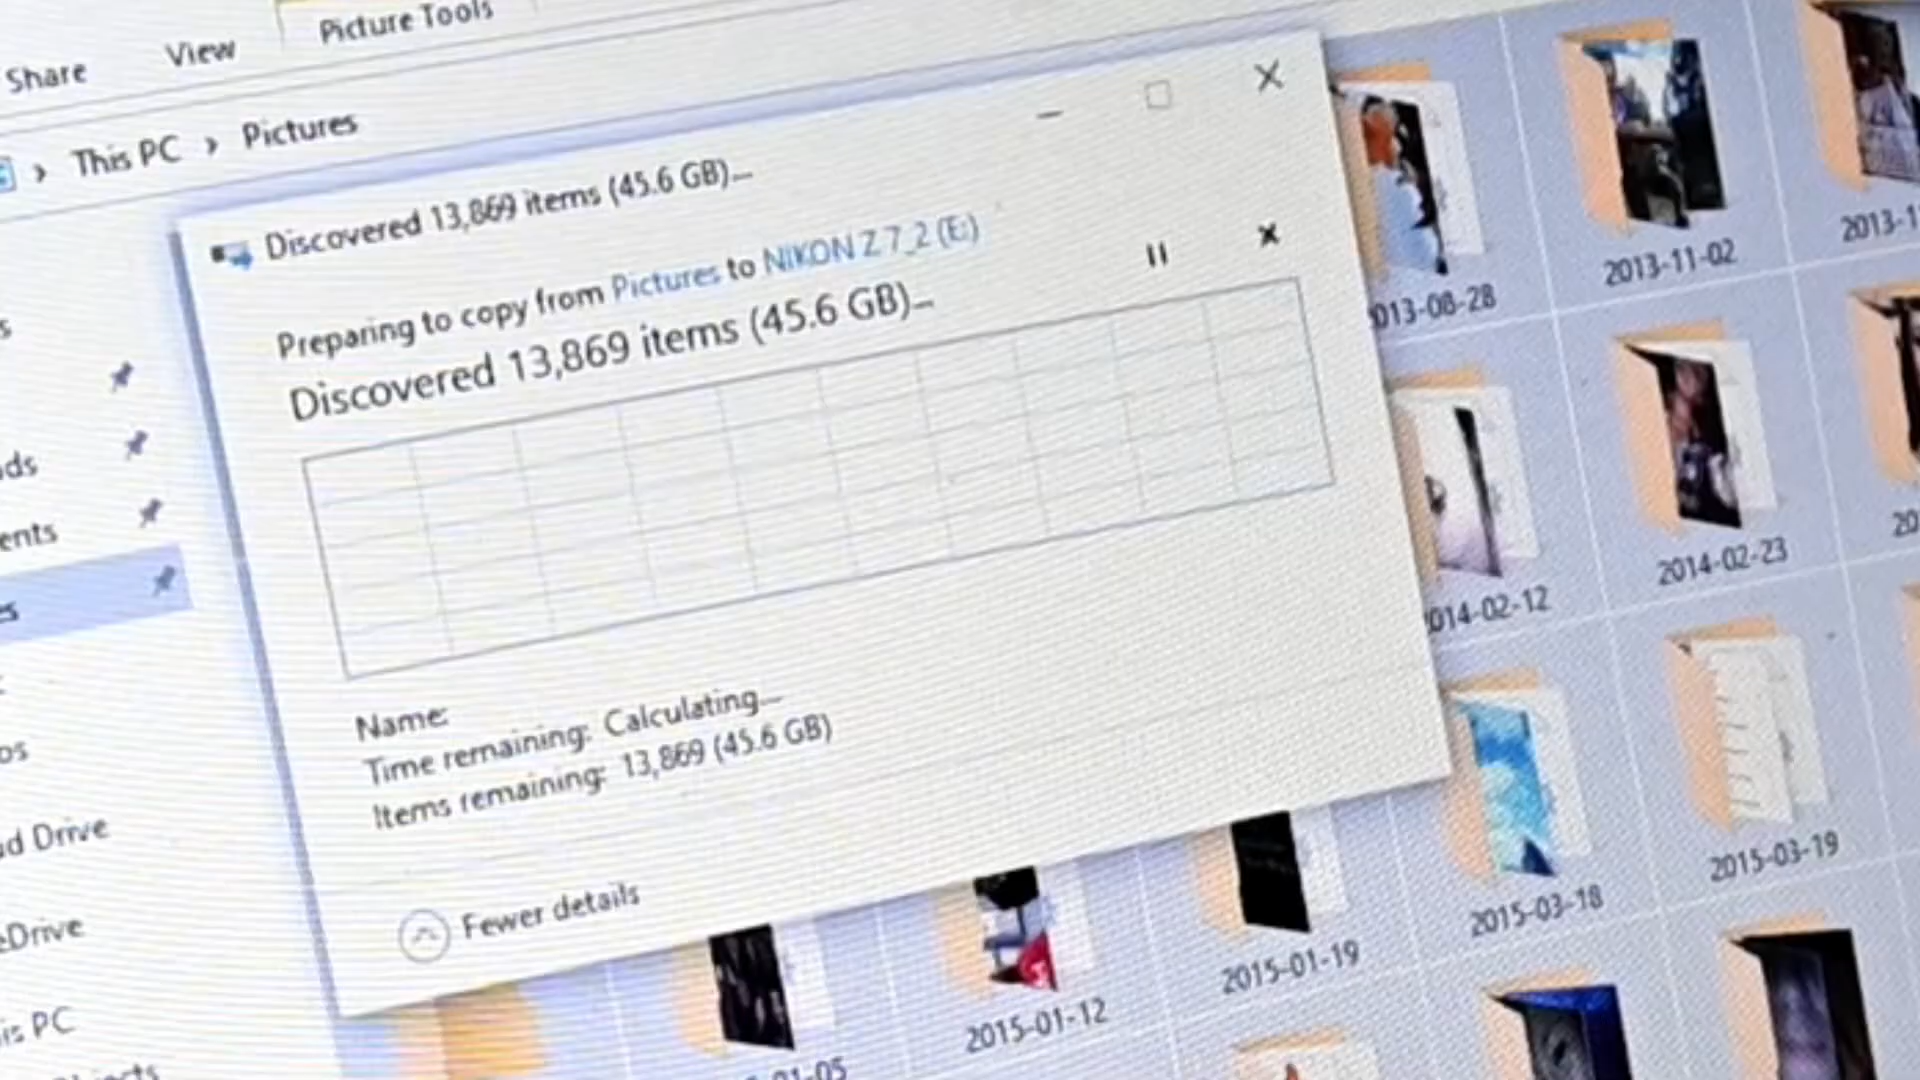 Share View Picture Tools
This PC > Pictures
Discovered 13,869 items (45.6 GB)...
Preparing to copy from Pictures to NIKON Z 7_2 (E:)
Discovered 13,869 items (45.6 GB)...
Name:
Time remaining: Calculating...
Items remaining: 13,869 (45.6 GB)
Fewer details
Drive
PC
2013-11-02
2014-02-23
2015-03-19
2015-03-18
2015-01-19
2015-01-12